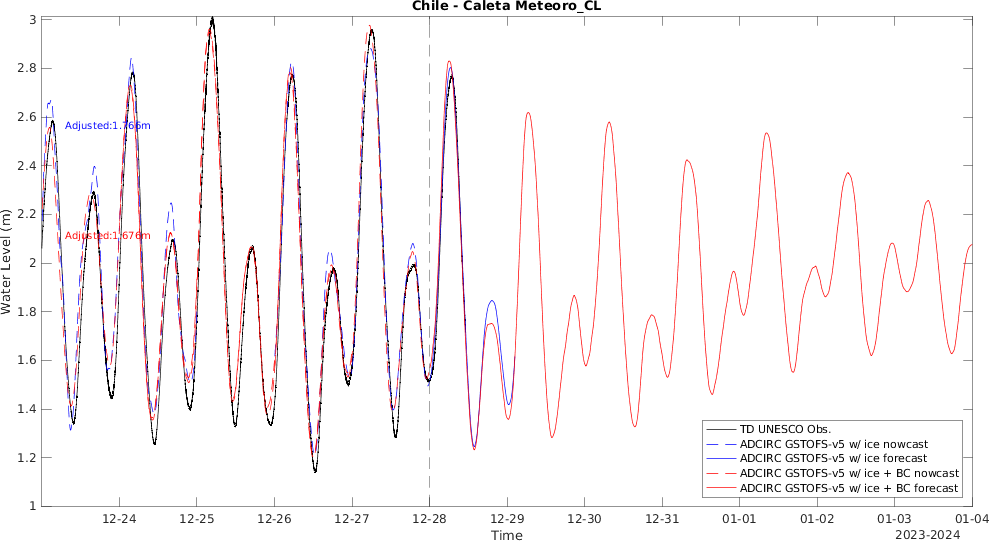 Chile - Caleta Meteoro_CL
Water Level (m)
3
2.8
2.6
2.4
2.2
2
1.8
1.6
1.4
1.2
1
Adjusted:1.766m
Adjusted:1.676m
TD UNESCO Obs.
ADCIRC GSTOFS-v5 w/ ice nowcast
ADCIRC GSTOFS-v5 w/ ice forecast
ADCIRC GSTOFS-v5 w/ ice + BC nowcast
ADCIRC GSTOFS-v5 w/ ice + BC forecast
12-24 12-25 12-26 12-27 12-28 12-29 12-30 12-31 01-01 01-02 01-03 01-04
Time
2023-2024